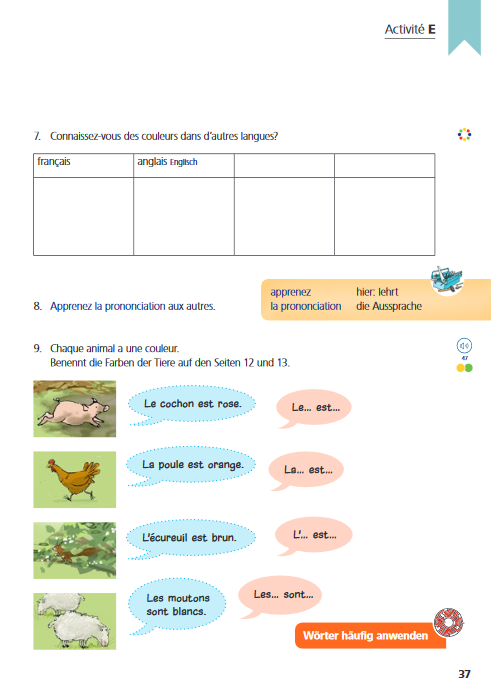 Activité E
7. Connaissez-vous des couleurs dans d'autres langues?
français
anglais Englisch
apprenez hier: lehrt
la prononciation die Aussprache
8. Apprenez la prononciation aux autres.
9. Chaque animal a une couleur.
Benennt die Farben der Tiere auf den Seiten 12 und 13.
Le cochon est rose.
Le... est...
La poule est orange.
La... est...
L'écureuil est brun.
L'... est...
Les moutons
sont blancs.
Les... sont...
Wörter häufig anwenden
37